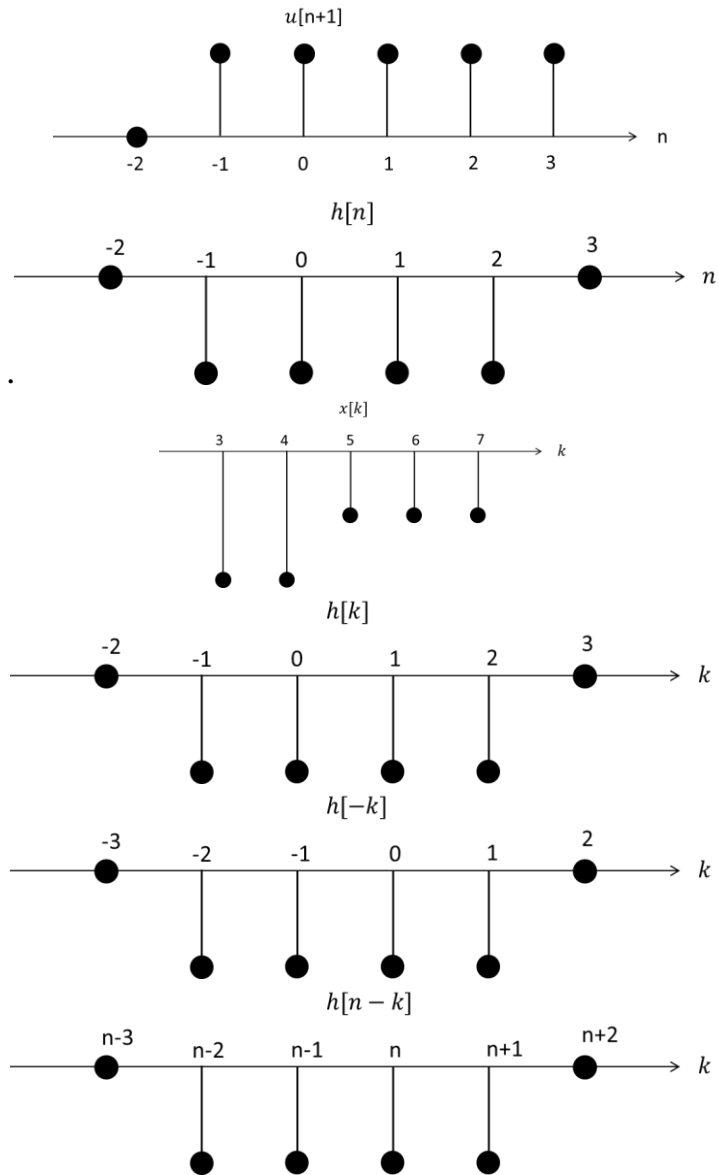 u[n+1]
n
-2 -1 0 1 2 3
h[n]
-2 -1 0 1 2 3
n
.
x[k]
3 4 5 6 7
k
h[k]
-2 -1 0 1 2 3
k
h[−k]
-3 -2 -1 0 1 2
k
h[n − k]
n-3 n-2 n-1 n n+1 n+2
k